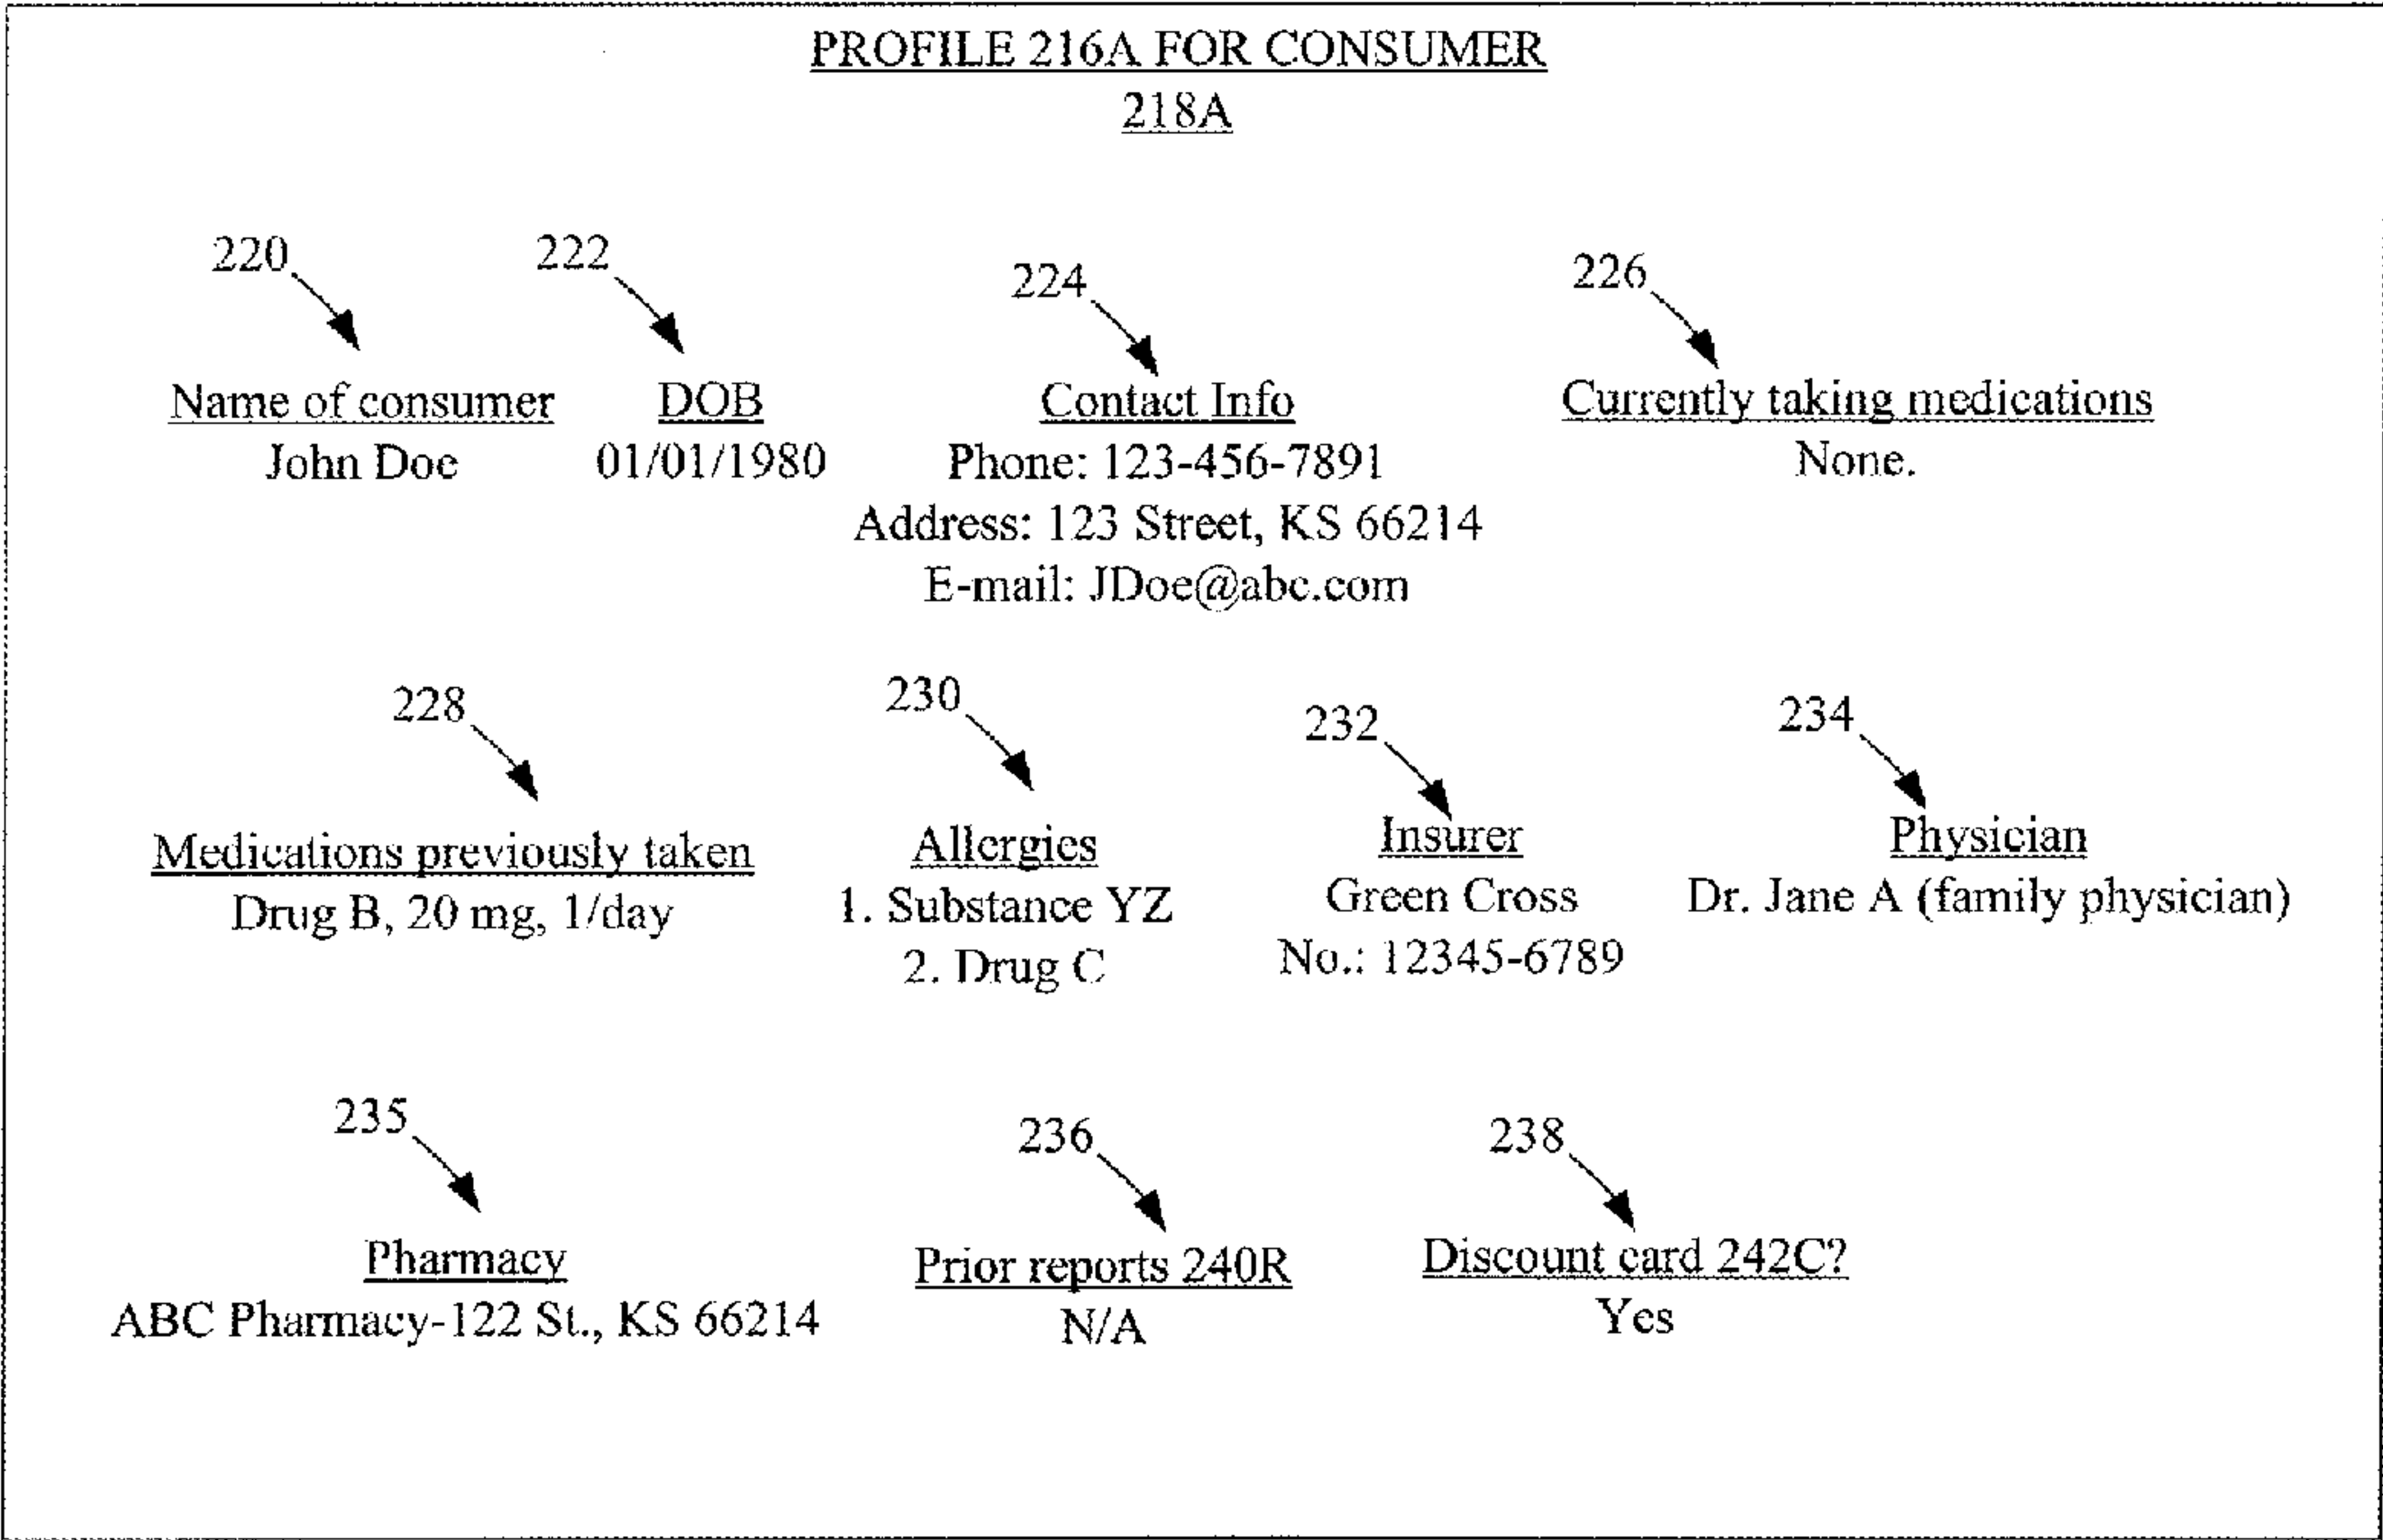 PROFILE 216A FOR CONSUMER
218A
220
222
224
226
Name of consumer
DOB
Contact Info
Currently taking medications
John Doe
01/01/1980
Phone: 123-456-7891
None.
Address: 123 Street, KS 66214
E-mail: JDoe@abc.com
228
230
232
234
Medications previously taken
Allergies
Insurer
Physician
Drug B, 20 mg, 1/day
1. Substance YZ
Green Cross
Dr. Jane A (family physician)
2. Drug C
No.: 12345-6789
235
236
238
Pharmacy
Prior reports 240R
Discount card 242C?
ABC Pharmacy-122 St., KS 66214
N/A
Yes